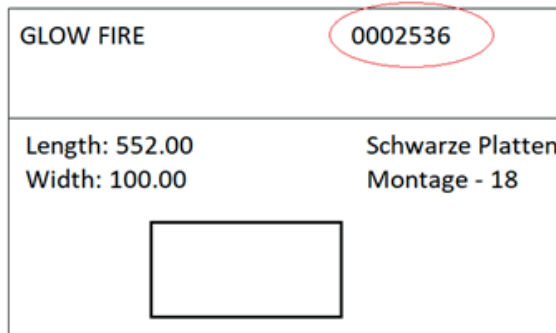 GLOW FIRE 0002536
Length: 552.00 Schwarze Platten
Width: 100.00 Montage - 18